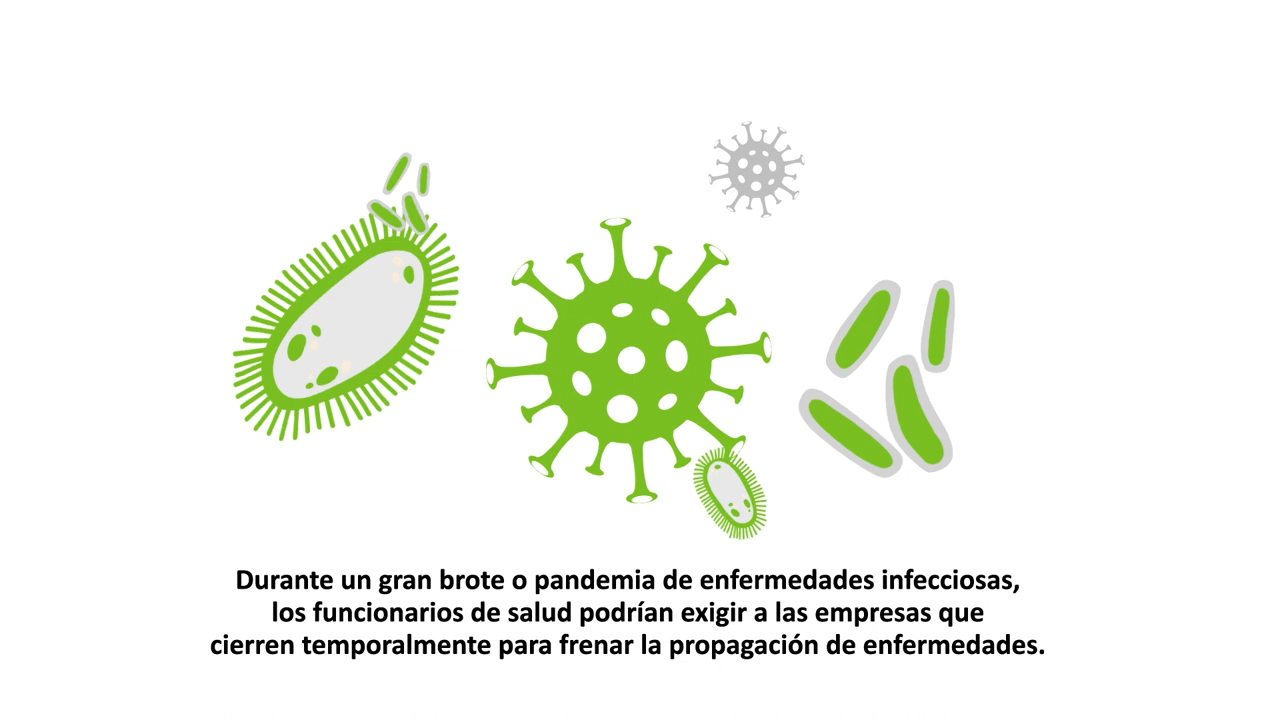 Durante un gran brote o pandemia de enfermedades infecciosas,
los funcionarios de salud podrían exigir a las empresas que
cierren temporalmente para frenar la propagación de enfermedades.